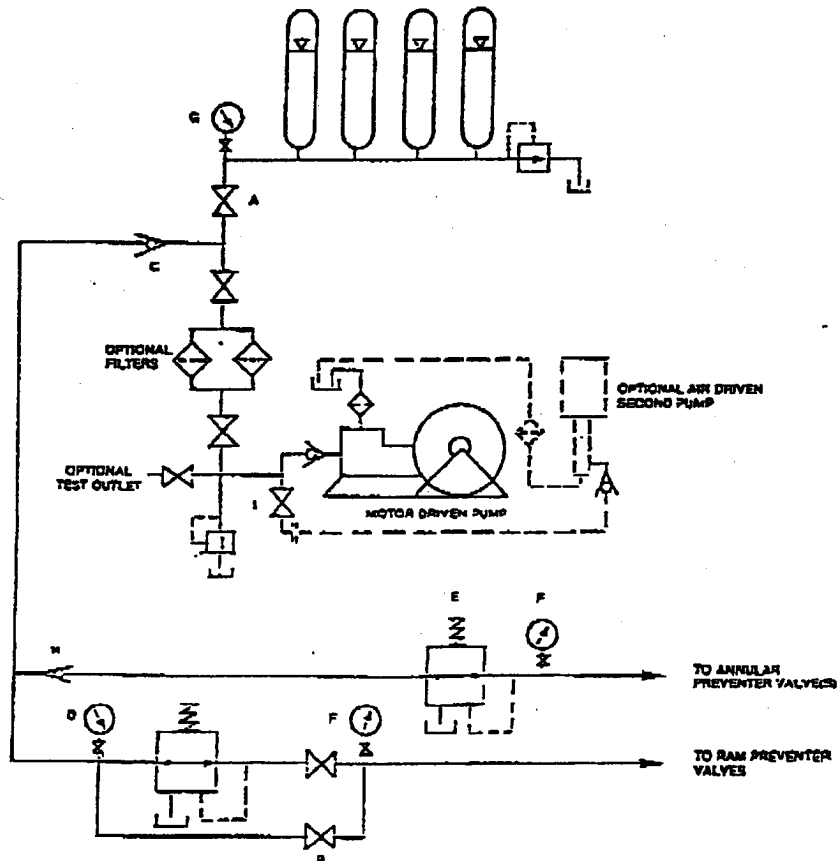 G
A
C
OPTIONAL
FILTERS
OPTIONAL AIR DRIVEN
SECOND PUMP
OPTIONAL
TEST OUTLET
I
MOTOR DRIVEN PUMP
E
F
H
TO ANNULAR
PREVENTER VALVE(S)
D
F
TO RAM PREVENTER
VALVES
B